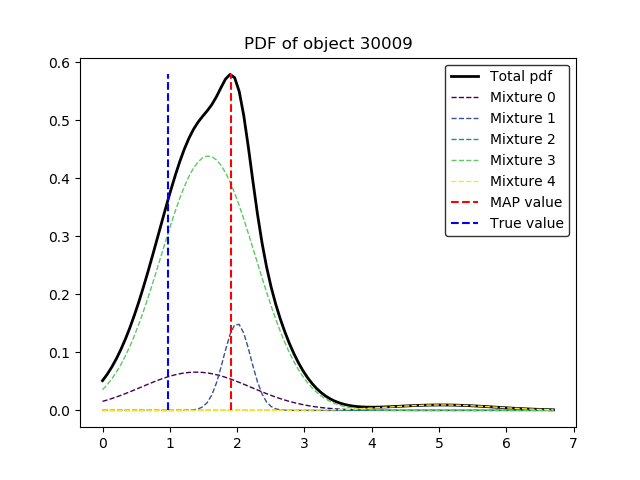 PDF of object 30009
0.6
0.5
0.4
0.3
0.2
0.1
0.0
0 1 2 3 4 5 6 7
Total pdf
Mixture 0
Mixture 1
Mixture 2
Mixture 3
Mixture 4
MAP value
True value